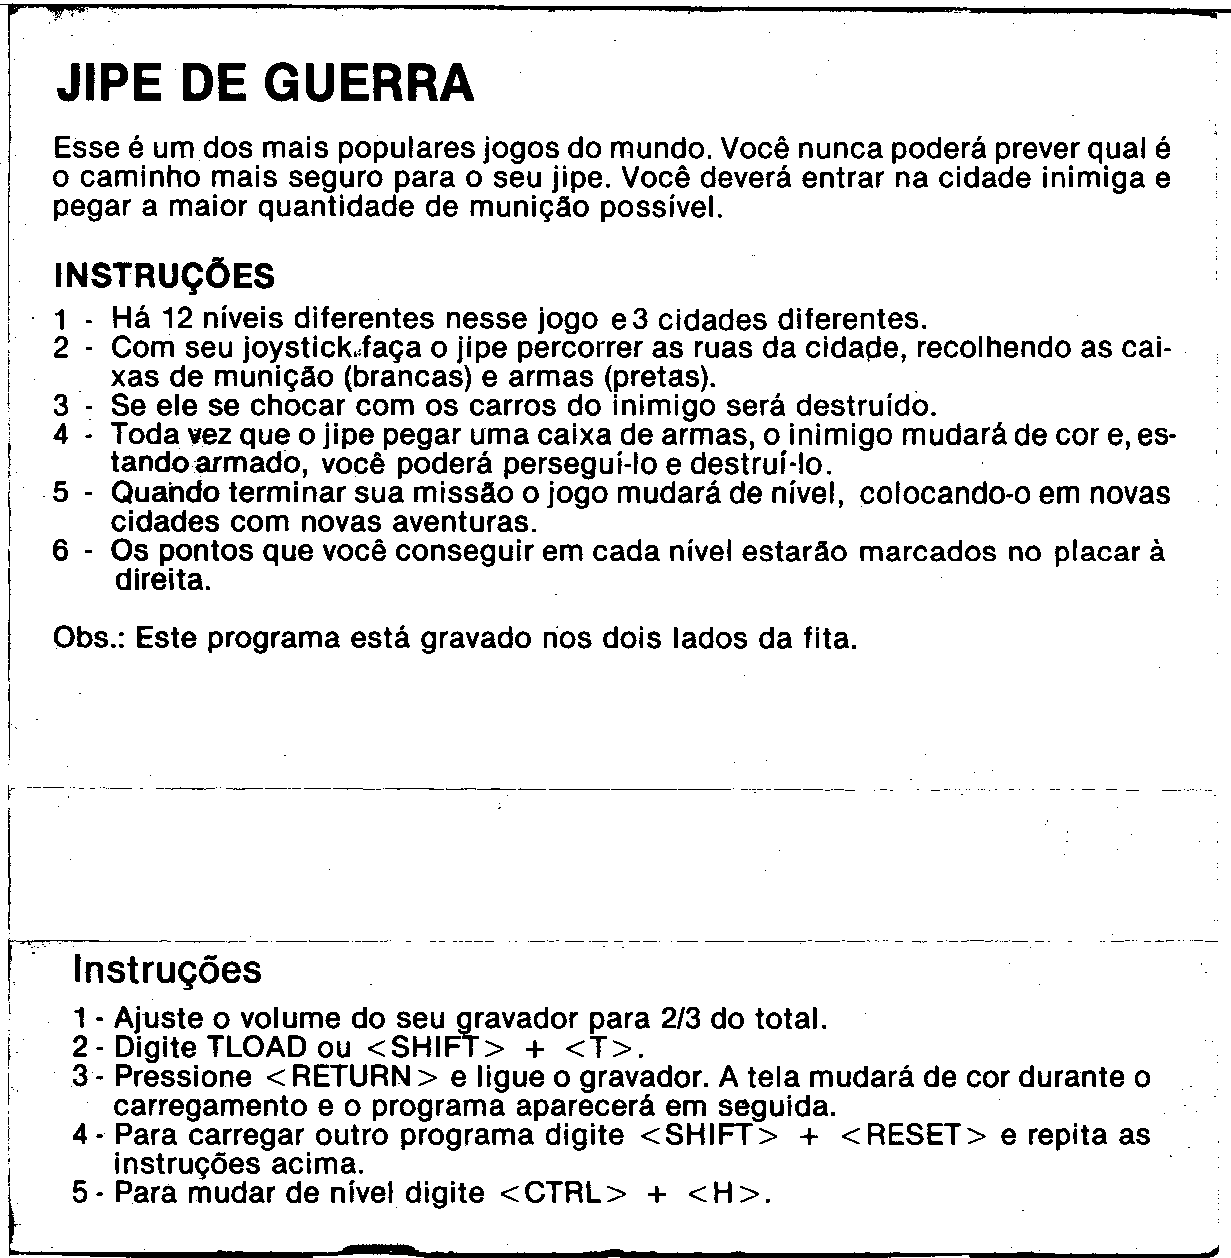 JIPE DE GUERRA
Esse é um dos mais populares jogos do mundo. Você nunca poderá prever qual é
o caminho mais seguro para o seu jipe. Você deverá entrar na cidade inimiga e
pegar a maior quantidade de munição possível.
INSTRUÇÕES
1 - Há 12 níveis diferentes nesse jogo e 3 cidades diferentes.
2 - Com seu joystick, faça o jipe percorrer as ruas da cidade, recolhendo as cai-
xas de munição (brancas) e armas (pretas).
3 - Se ele se chocar com os carros do inimigo será destruído.
4 - Toda vez que o jipe pegar uma caixa de armas, o inimigo mudará de cor e, es-
tando armado, você poderá perseguí-lo e destruí-lo.
5 - Quando terminar sua missão o jogo mudará de nível, colocando-o em novas
cidades com novas aventuras.
6 - Os pontos que você conseguir em cada nível estarão marcados no placar à
direita.
Obs.: Este programa está gravado nos dois lados da fita.
Instruções
1 - Ajuste o volume do seu gravador para 2/3 do total.
2 - Digite TLOAD ou <SHIFT> + <T>.
3 - Pressione <RETURN> e ligue o gravador. A tela mudará de cor durante o
carregamento e o programa aparecerá em seguida.
4 - Para carregar outro programa digite <SHIFT> + <RESET> e repita as
instruções acima.
5 - Para mudar de nível digite <CTRL> + <H>.